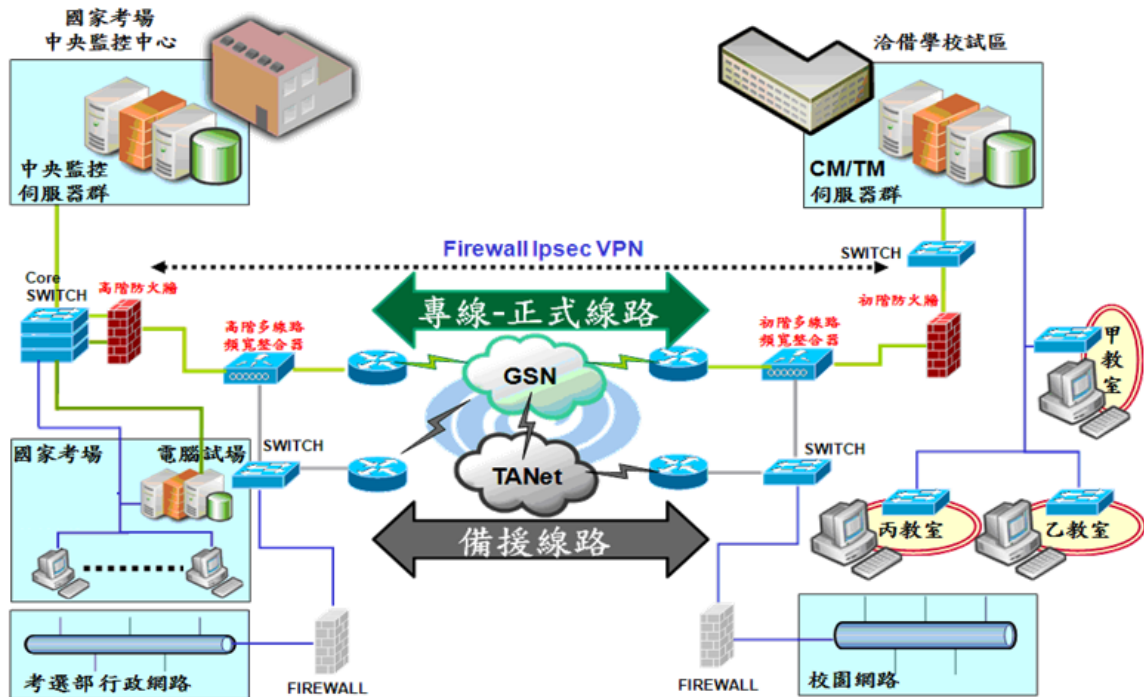 國家考場
中央監控中心
洽借學校試區
中央監控
伺服器群
CM/TM
伺服器群
Firewall Ipsec VPN
SWITCH
Core
SWITCH
高階防火牆
專線-正式線路
初階防火牆
高階多線路
頻寬整合器
初階多線路
頻寬整合器
GSN
甲教室
國家考場
電腦試場
SWITCH
SWITCH
TANet
備援線路
丙教室
乙教室
考選部行政網路
FIREWALL
FIREWALL
校園網路